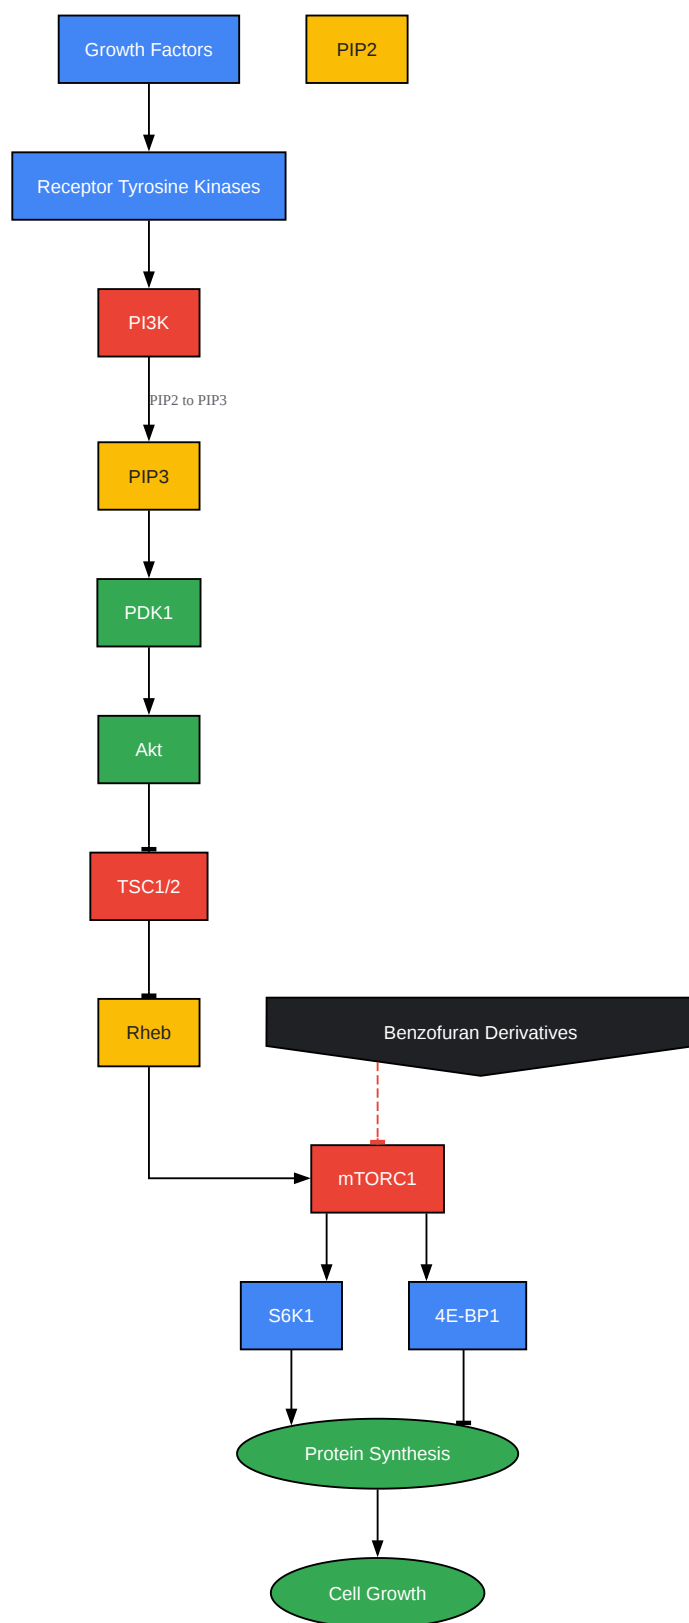 Growth Factors
PIP2
Receptor Tyrosine Kinases
PI3K
PIP2 to PIP3
PIP3
PDK1
Akt
TSC1/2
Rheb
Benzofuran Derivatives
mTORC1
S6K1
4E-BP1
Protein Synthesis
Cell Growth